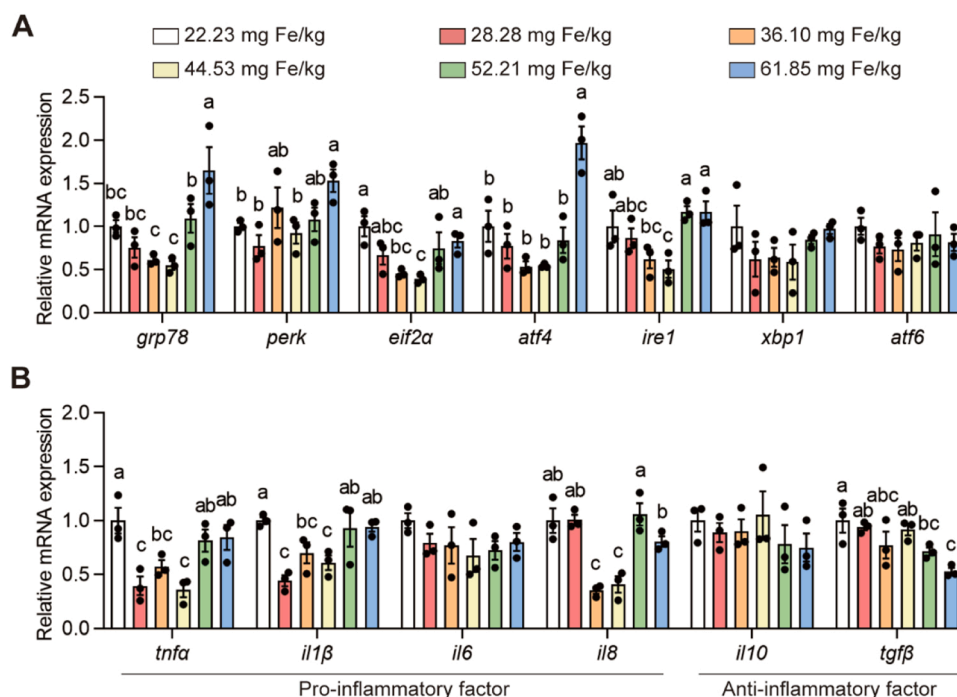 A
22.23 mg Fe/kg 28.28 mg Fe/kg 36.10 mg Fe/kg
44.53 mg Fe/kg 52.21 mg Fe/kg 61.85 mg Fe/kg
Relative mRNA expression
2.5
2.0
1.5
1.0
0.5
0.0
bc bc c c b a
b b ab b ab a
a abc bc c ab a
b b b b b a
ab abc bc c a a
grp78 perk eif2α atf4 ire1 xbp1 atf6
B
Relative mRNA expression
2.0
1.5
1.0
0.5
0.0
a c bc c ab ab
a c bc c ab ab
ab ab c c a b
a ab abc ab bc c
tnfα il1β il6 il8 il10 tgfβ
Pro-inflammatory factor Anti-inflammatory factor